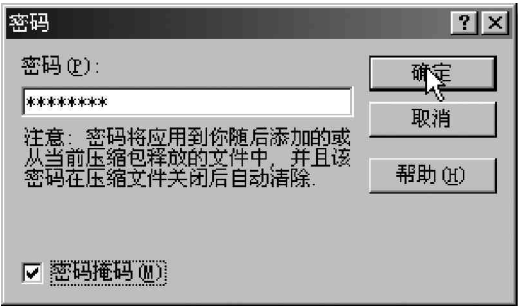 密码
密码(P):
********
注意: 密码将应用到你随后添加的或
从当前压缩包释放的文件中, 并且该
密码在压缩文件关闭后自动清除.
密码掩码(M)
确定
取消
帮助(H)